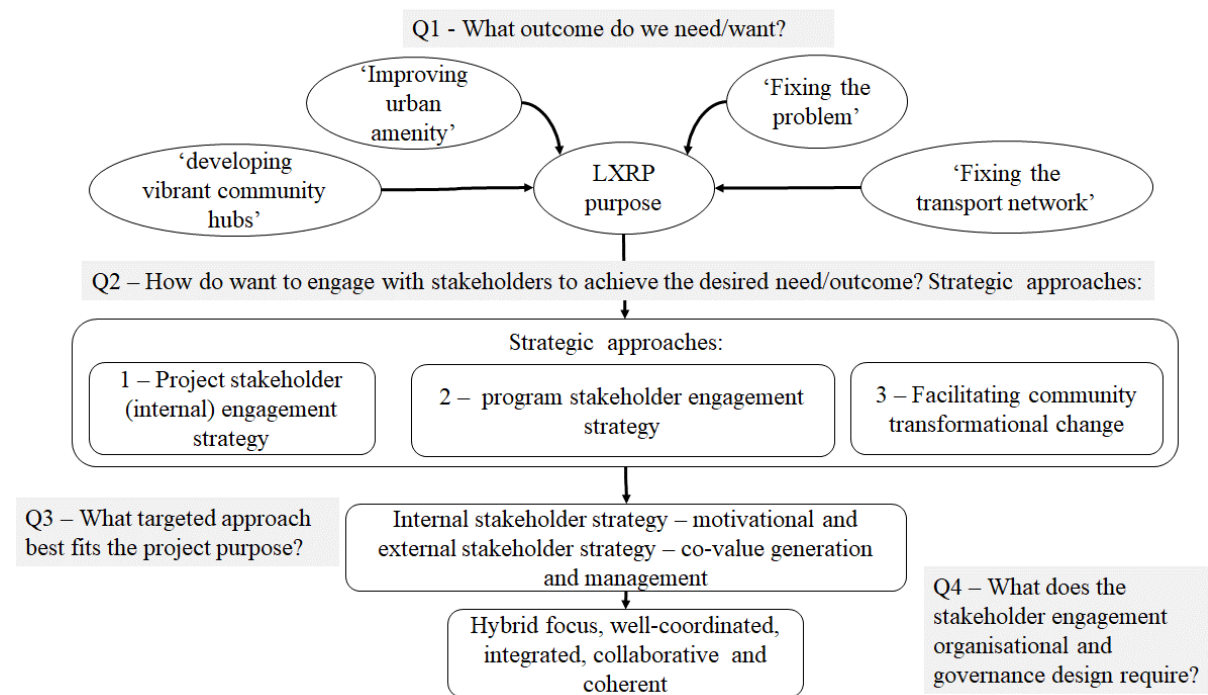 Q1 - What outcome do we need/want?
‘Improving
urban
amenity’
‘Fixing the
problem’
‘developing
vibrant community
hubs’
LXRP
purpose
‘Fixing the
transport network’
Q2 – How do want to engage with stakeholders to achieve the desired need/outcome? Strategic approaches:
Strategic approaches:
1 – Project stakeholder
(internal) engagement
strategy
2 – program stakeholder engagement
strategy
3 – Facilitating community
transformational change
Q3 – What targeted approach
best fits the project purpose?
Internal stakeholder strategy – motivational and
external stakeholder strategy – co-value generation
and management
Q4 – What does the
stakeholder engagement
organisational and
governance design require?
Hybrid focus, well-coordinated,
integrated, collaborative and
coherent